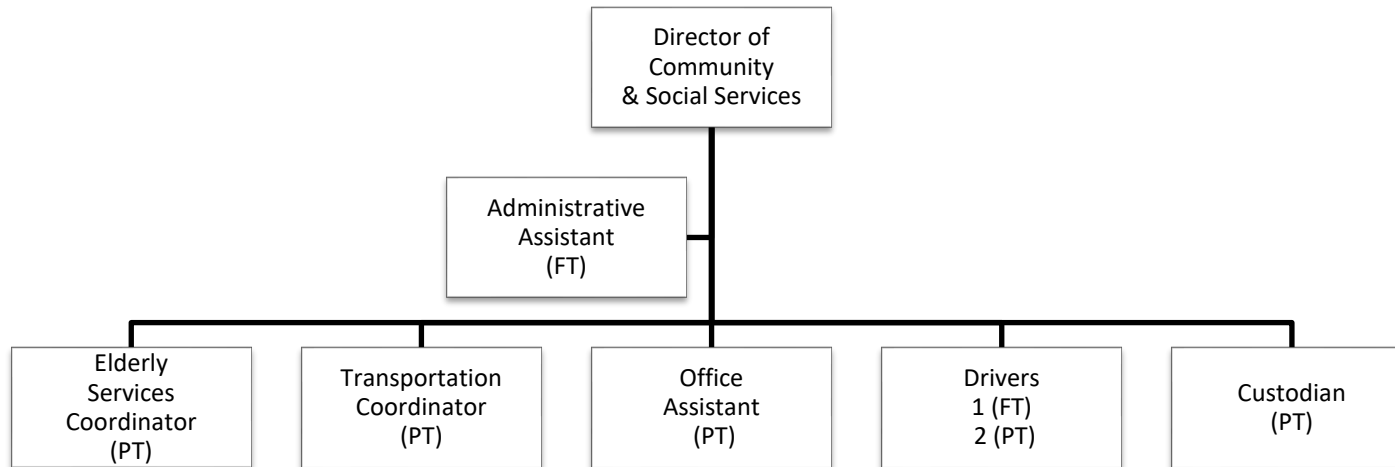 Director of
Community
& Social Services
Administrative
Assistant
(FT)
Elderly
Services
Coordinator
(PT)
Transportation
Coordinator
(PT)
Office
Assistant
(PT)
Drivers
1 (FT)
2 (PT)
Custodian
(PT)